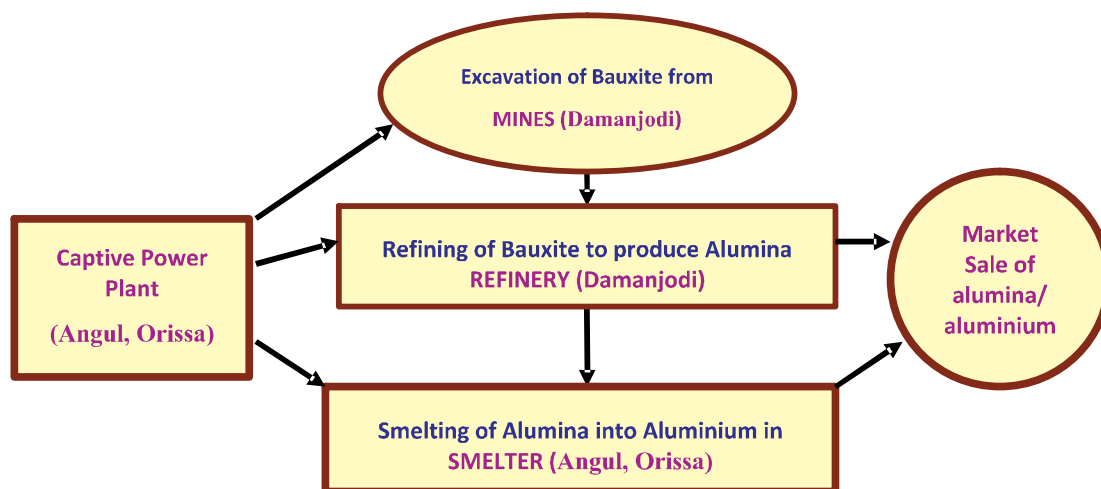 Excavation of Bauxite from
MINES (Damanjodi)
Captive Power
Plant
(Angul, Orissa)
Refining of Bauxite to produce Alumina
REFINERY (Damanjodi)
Market
Sale of
alumina/
aluminium
Smelting of Alumina into Aluminium in
SMELTER (Angul, Orissa)